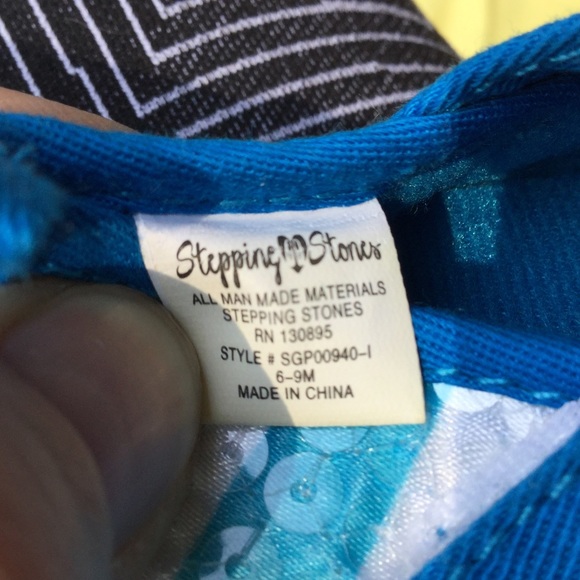 Stepping Stones
ALL MAN MADE MATERIALS
STEPPING STONES
RN 130895
STYLE # SGP00940-I
6-9M
MADE IN CHINA